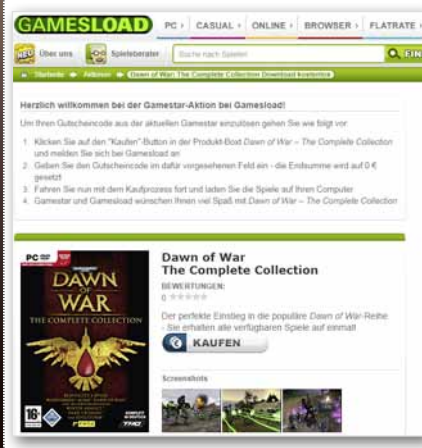 GAMESLOAD PC CASUAL ONLINE BROWSER FLATRATE
NEU Über uns Spieleberater Suche nach Spielen FIN
Startseite Aktionen Dawn of War: The Complete Collection Download kostenlos
Herzlich willkommen bei der Gamestar-Aktion bei Gamesload!
Um Ihren Gutscheincode aus der aktuellen Gamestar einzulösen gehen Sie wie folgt vor
1. Klicken Sie auf den "Kaufen"-Button in der Produkt-Box Dawn of War – The Complete Collection
und melden Sie sich bei Gamesload an
2. Geben Sie den Gutscheincode im dafür vorgesehenen Feld ein - die Endsumme wird auf 0 €
gesetzt
3. Fahren Sie nun mit dem Kaufprozess fort und laden Sie die Spiele auf Ihren Computer
4. Gamestar und Gamesload wünschen Ihnen viel Spaß mit Dawn of War – The Complete Collection
PC
DAWN
OF
WAR
THE COMPLETE COLLECTION
16
THQ
Dawn of War
The Complete Collection
BEWERTUNGEN:
0
Der perfekte Einstieg in die populäre Dawn of War-Reihe
- Sie erhalten alle verfügbaren Spiele auf einmal!
KAUFEN
Screenshots